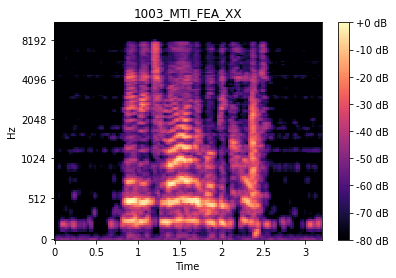 1003_MTI_FEA_XX
Hz
8192
4096
2048
1024
512
0
0 0.5 1 1.5 2 2.5 3
Time
+0 dB
-10 dB
-20 dB
-30 dB
-40 dB
-50 dB
-60 dB
-70 dB
-80 dB